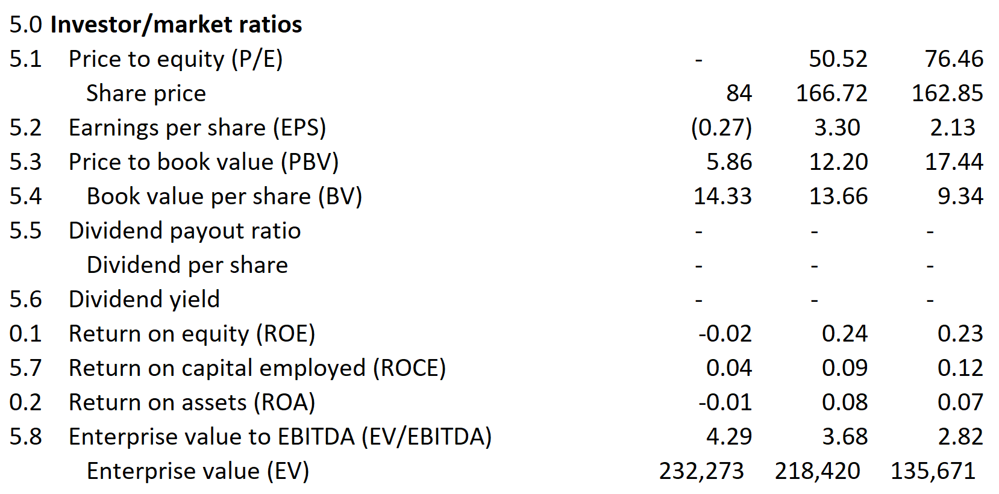 5.0 Investor/market ratios
5.1 Price to equity (P/E) - 50.52 76.46
Share price 84 166.72 162.85
5.2 Earnings per share (EPS) (0.27) 3.30 2.13
5.3 Price to book value (PBV) 5.86 12.20 17.44
5.4 Book value per share (BV) 14.33 13.66 9.34
5.5 Dividend payout ratio - - -
Dividend per share - - -
5.6 Dividend yield - - -
0.1 Return on equity (ROE) -0.02 0.24 0.23
5.7 Return on capital employed (ROCE) 0.04 0.09 0.12
0.2 Return on assets (ROA) -0.01 0.08 0.07
5.8 Enterprise value to EBITDA (EV/EBITDA) 4.29 3.68 2.82
Enterprise value (EV) 232,273 218,420 135,671